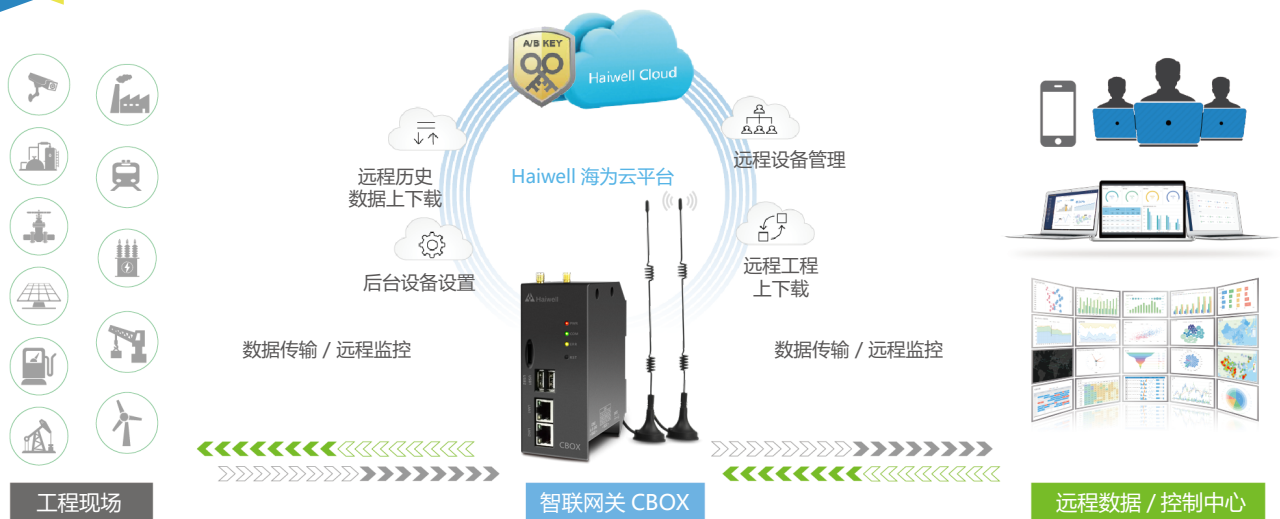 A/B KEY
Haiwell Cloud
远程历史
数据上下载
后台设备设置
Haiwell 海为云平台
远程设备管理
远程工程
上下载
数据传输 / 远程监控
数据传输 / 远程监控
Haiwell
CBOX
工程现场
智联网关 CBOX
远程数据 / 控制中心